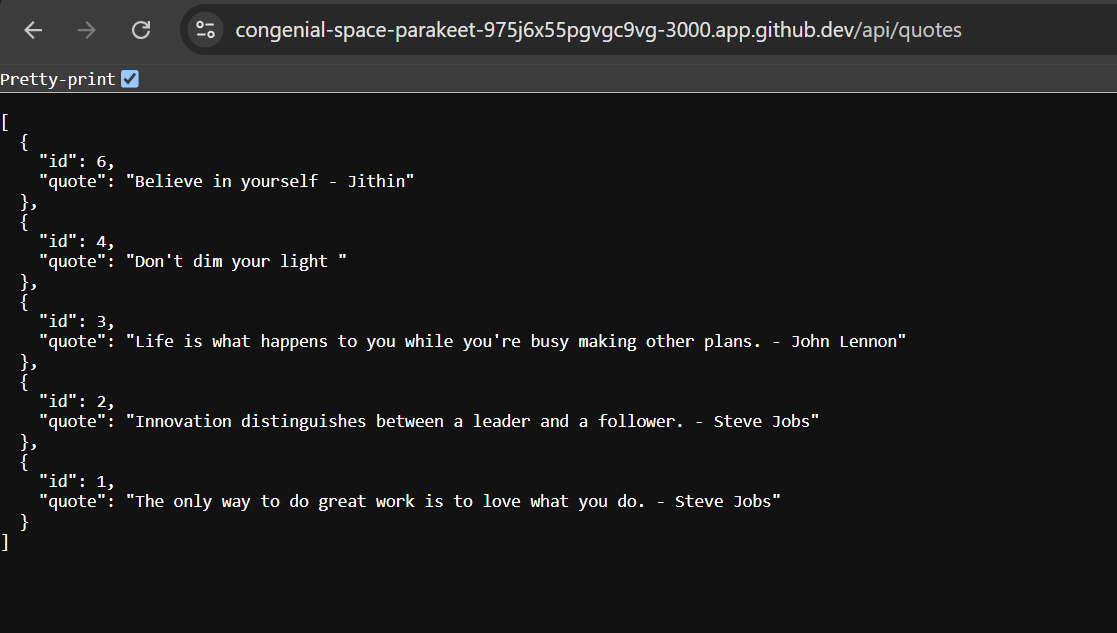 congenial-space-parakeet-975j6x55pgvgc9vg-3000.app.github.dev/api/quotes
Pretty-print
[
  {
    "id": 6,
    "quote": "Believe in yourself - Jithin"
  },
  {
    "id": 4,
    "quote": "Don't dim your light "
  },
  {
    "id": 3,
    "quote": "Life is what happens to you while you're busy making other plans. - John Lennon"
  },
  {
    "id": 2,
    "quote": "Innovation distinguishes between a leader and a follower. - Steve Jobs"
  },
  {
    "id": 1,
    "quote": "The only way to do great work is to love what you do. - Steve Jobs"
  }
]